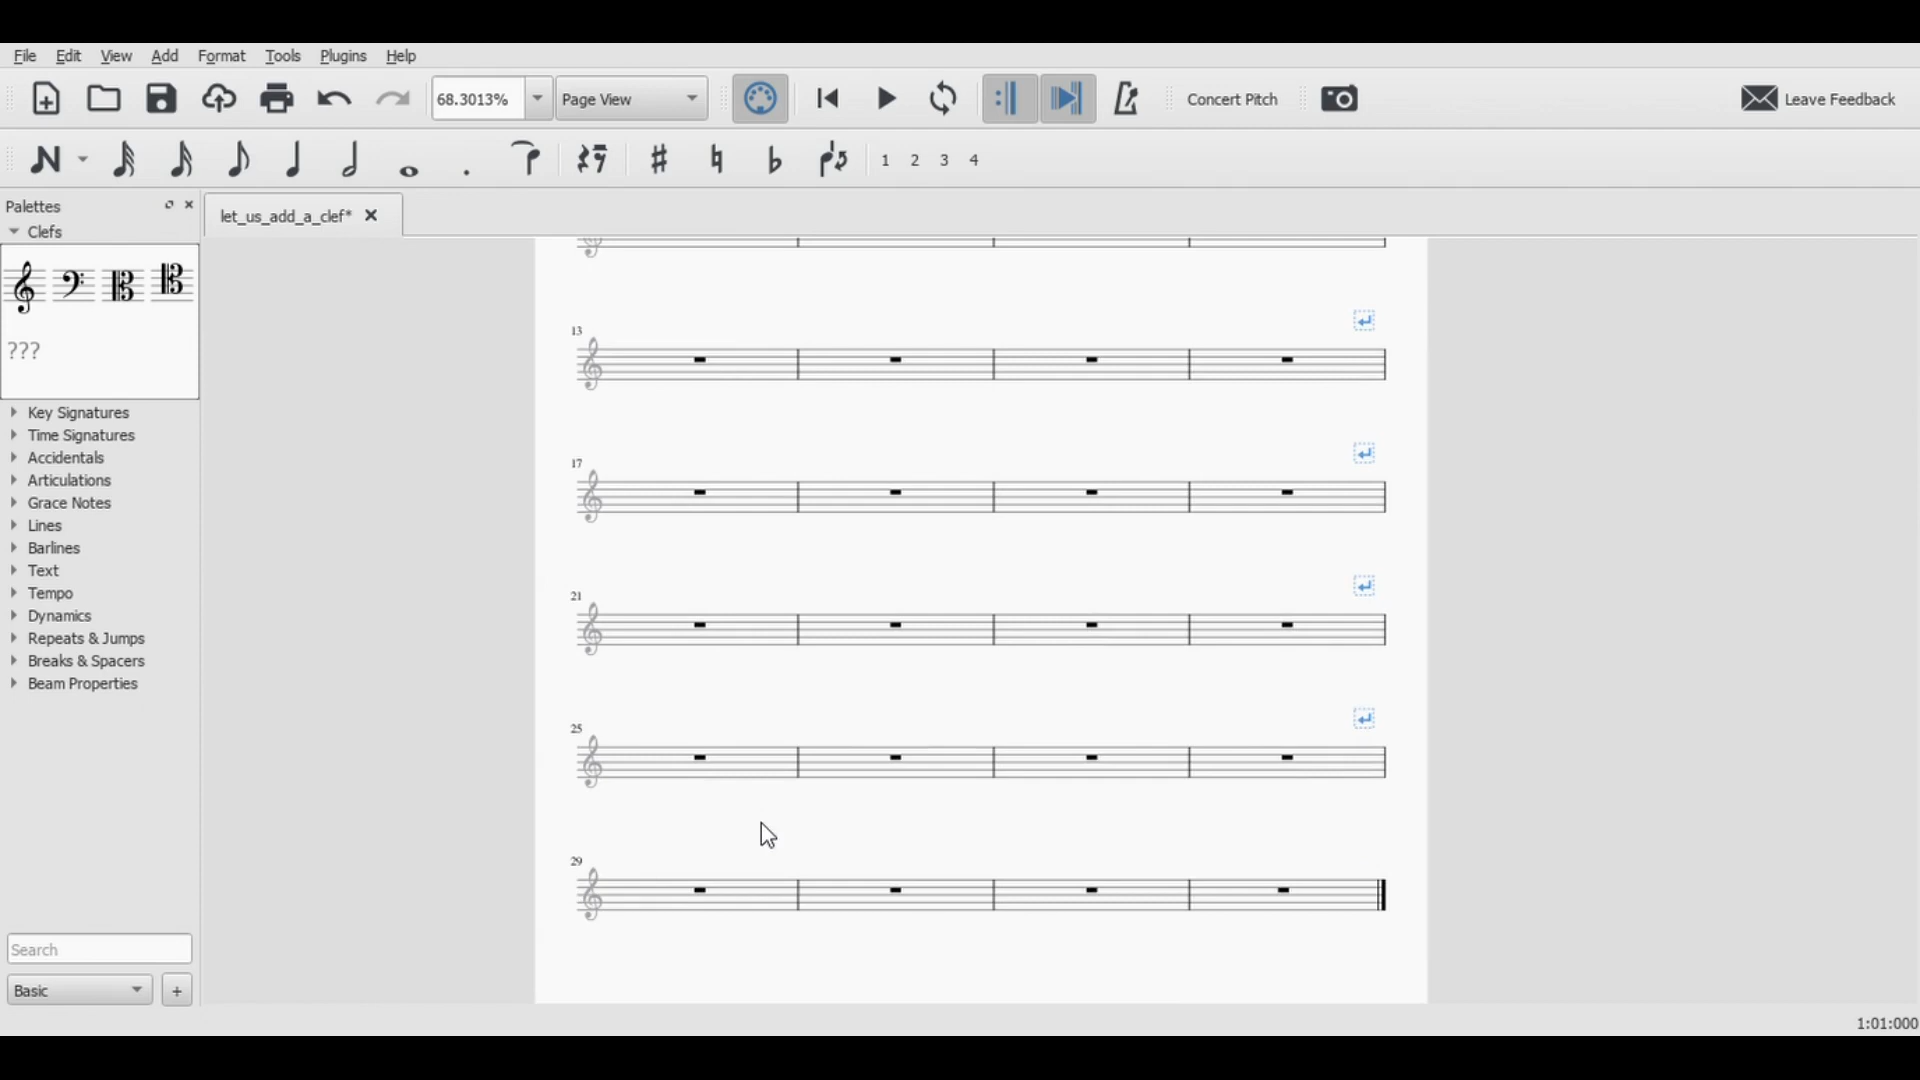 File Edit View Add Format Tools Plugins Help
68.3013% Page View Concert Pitch Leave Feedback
1 2 3 4
Palettes
let_us_add_a_clef*
Clefs
???
Key Signatures
Time Signatures
Accidentals
Articulations
Grace Notes
Lines
Barlines
Text
Tempo
Dynamics
Repeats & Jumps
Breaks & Spacers
Beam Properties
Search
Basic
13
17
21
25
29
1:01:000